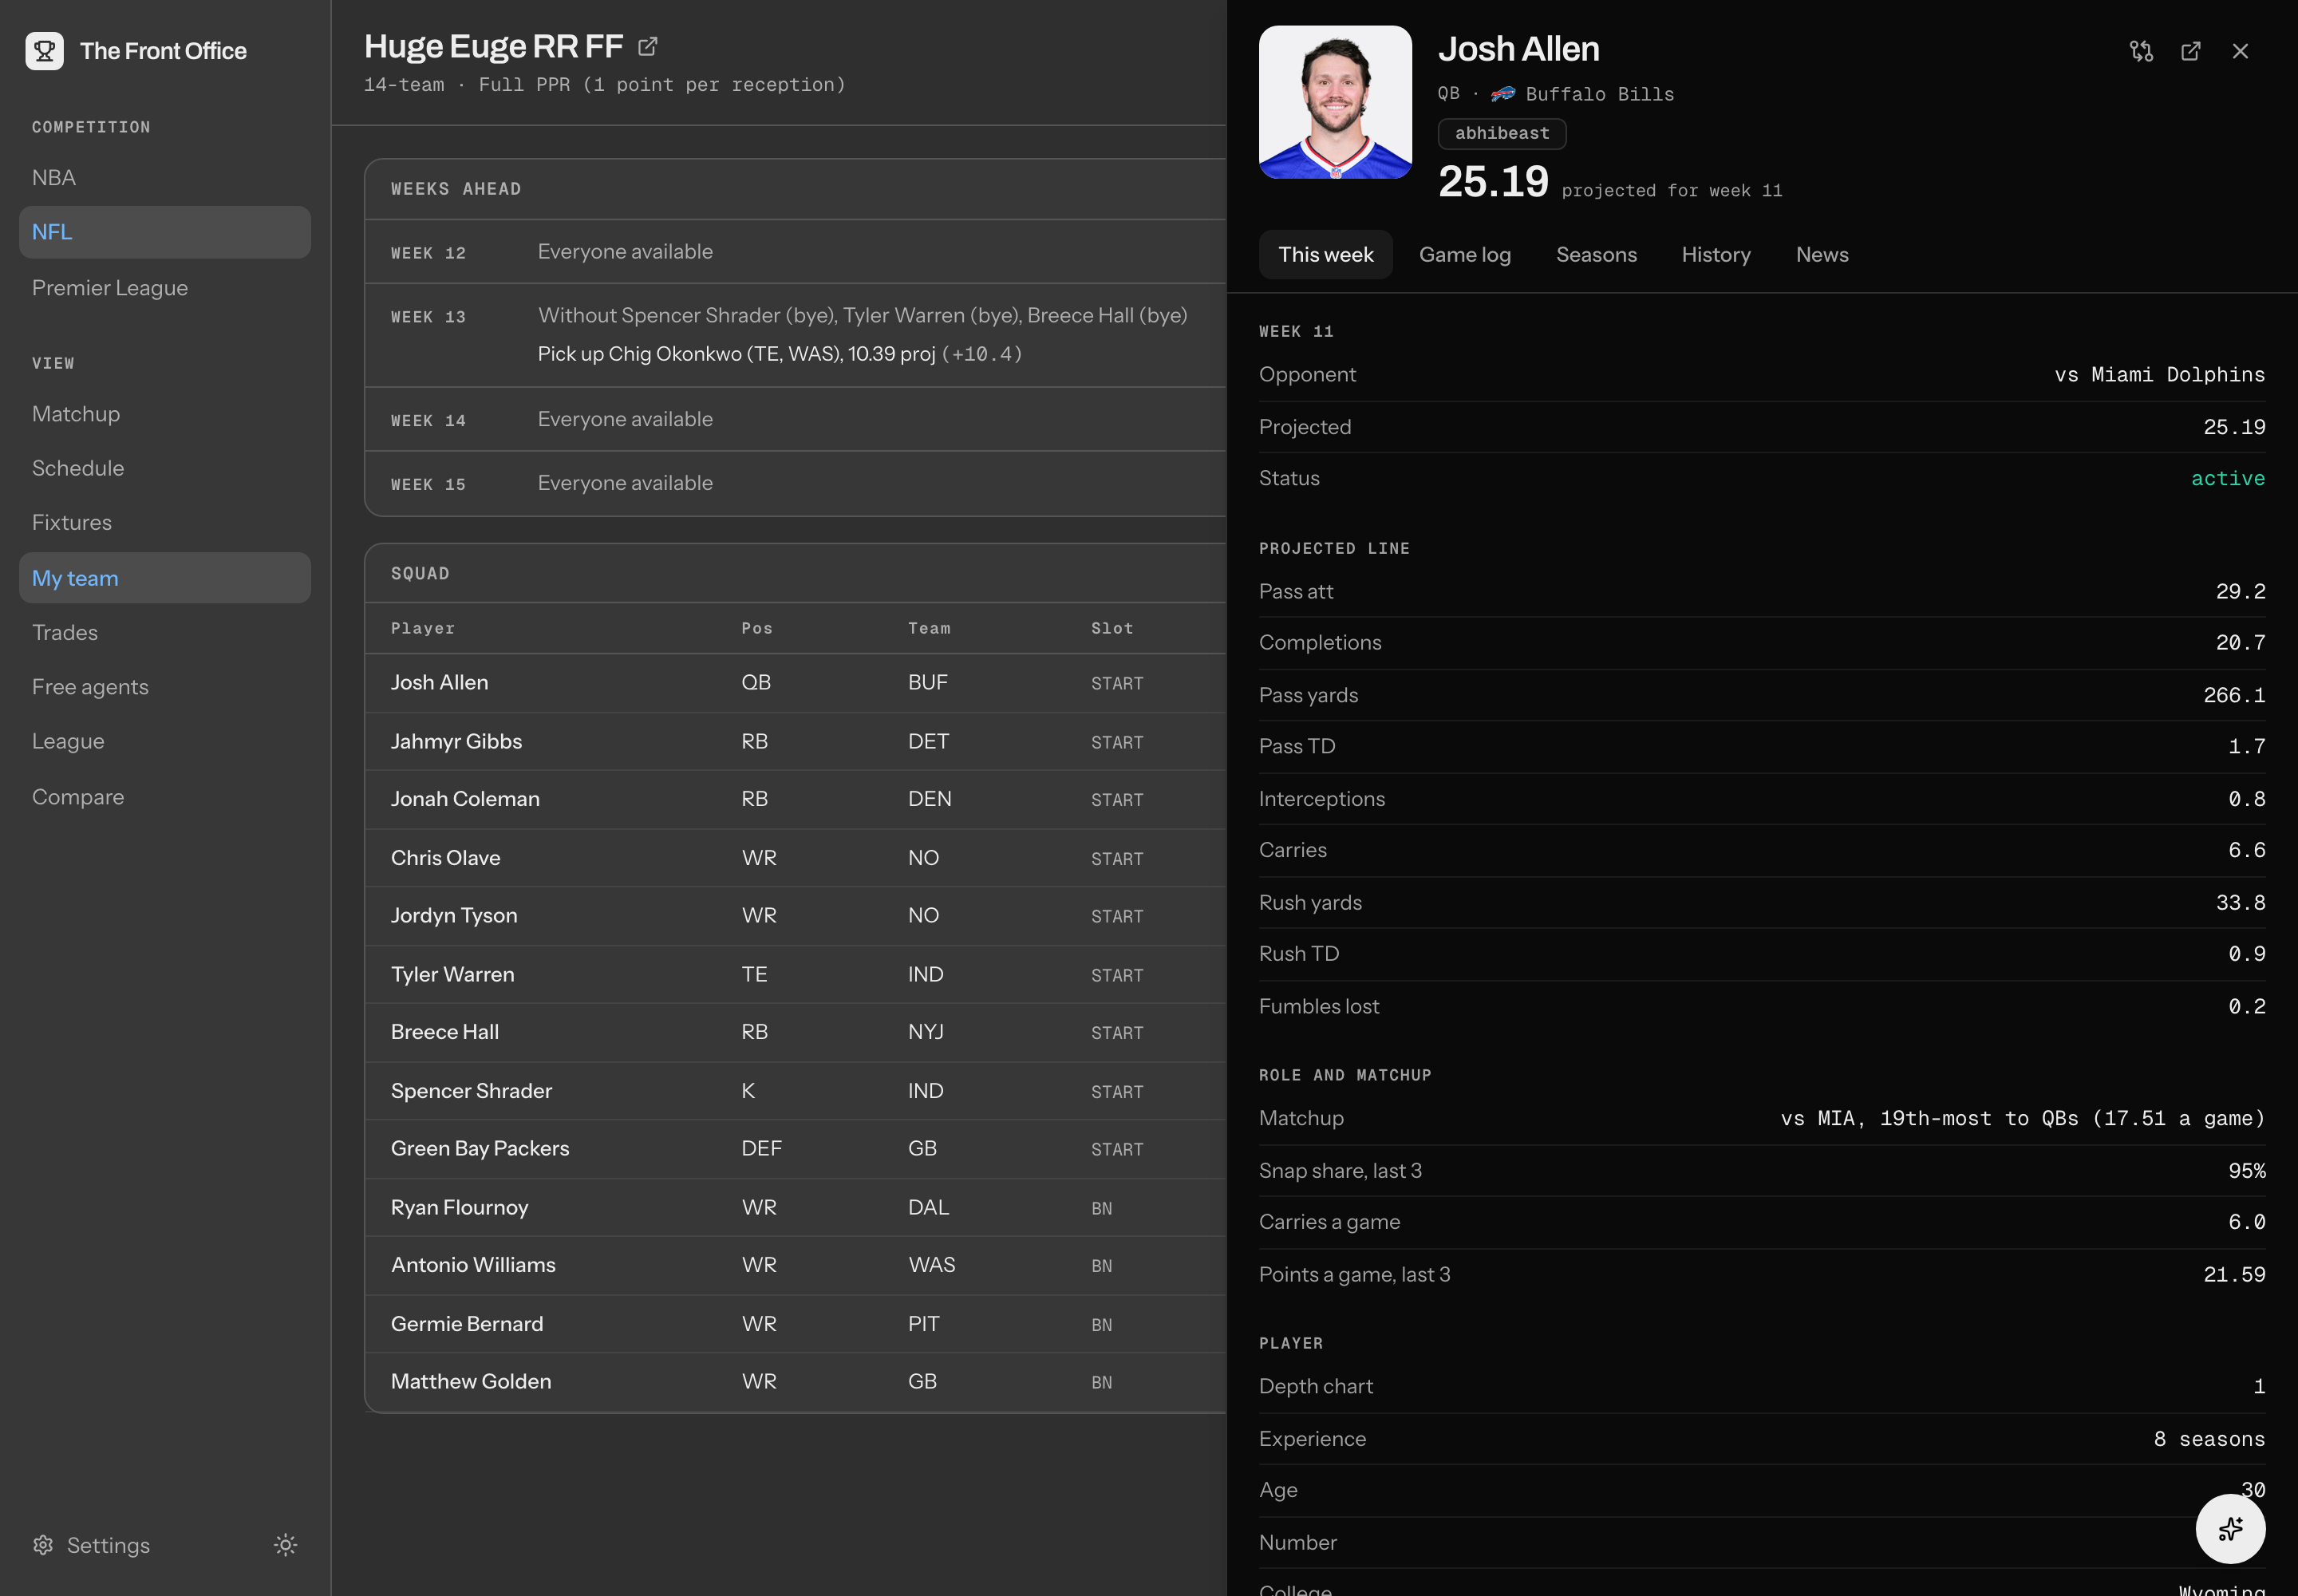 The Front Office
COMPETITION
NBA
NFL
Premier League
VIEW
Matchup
Schedule
Fixtures
My team
Trades
Free agents
League
Compare
Settings
Huge Euge RR FF
14-team · Full PPR (1 point per reception)
WEEKS AHEAD
WEEK 12 Everyone available
WEEK 13 Without Spencer Shrader (bye), Tyler Warren (bye), Breece Hall (bye)
Pick up Chig Okonkwo (TE, WAS), 10.39 proj (+10.4)
WEEK 14 Everyone available
WEEK 15 Everyone available
SQUAD
Player Pos Team Slot
Josh Allen QB BUF START
Jahmyr Gibbs RB DET START
Jonah Coleman RB DEN START
Chris Olave WR NO START
Jordyn Tyson WR NO START
Tyler Warren TE IND START
Breece Hall RB NYJ START
Spencer Shrader K IND START
Green Bay Packers DEF GB START
Ryan Flournoy WR DAL BN
Antonio Williams WR WAS BN
Germie Bernard WR PIT BN
Matthew Golden WR GB BN
Josh Allen
QB · Buffalo Bills
abhibeast
25.19 projected for week 11
This week Game log Seasons History News
WEEK 11
Opponent vs Miami Dolphins
Projected 25.19
Status active
PROJECTED LINE
Pass att 29.2
Completions 20.7
Pass yards 266.1
Pass TD 1.7
Interceptions 0.8
Carries 6.6
Rush yards 33.8
Rush TD 0.9
Fumbles lost 0.2
ROLE AND MATCHUP
Matchup vs MIA, 19th-most to QBs (17.51 a game)
Snap share, last 3 95%
Carries a game 6.0
Points a game, last 3 21.59
PLAYER
Depth chart 1
Experience 8 seasons
Age 30
Number
College Wyoming